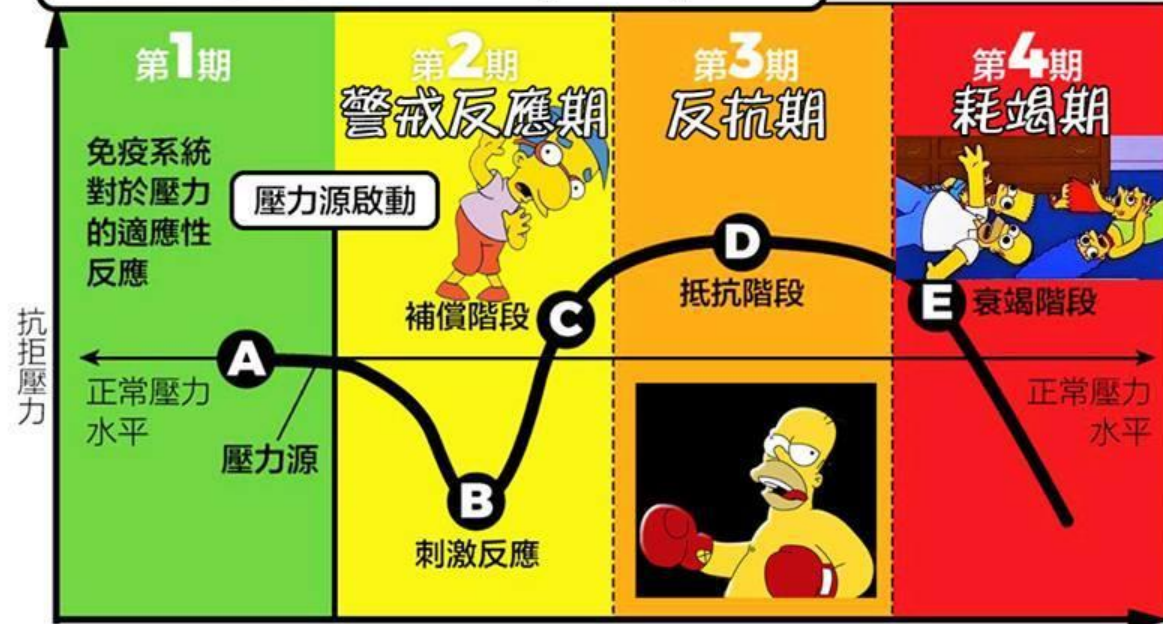 第1期
免疫系統
對於壓力
的適應性
反應
壓力源啟動
第2期
警戒反應期
補償階段
第3期
反抗期
抵抗階段
第4期
耗竭期
衰竭階段
抗拒壓力
A
B
C
D
E
正常壓力
水平
壓力源
刺激反應
正常壓力
水平